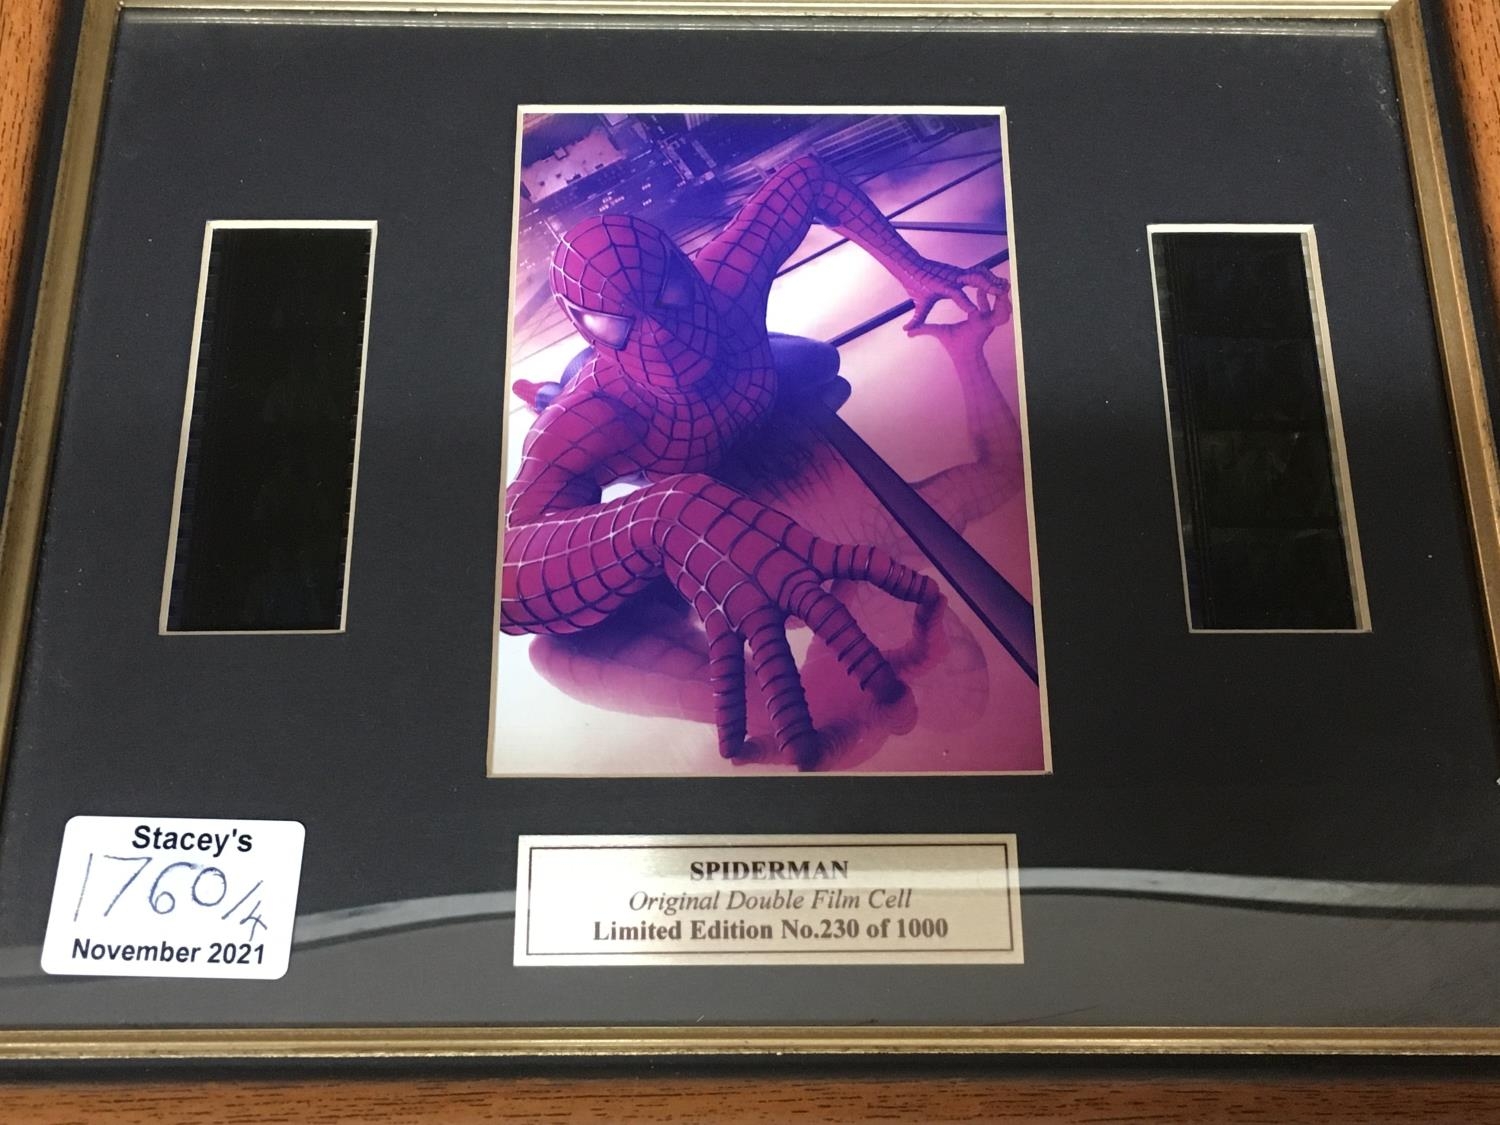 SPIDERMAN
Original Double Film Cell
Limited Edition No.230 of 1000
Stacey's
1760/4
November 2021